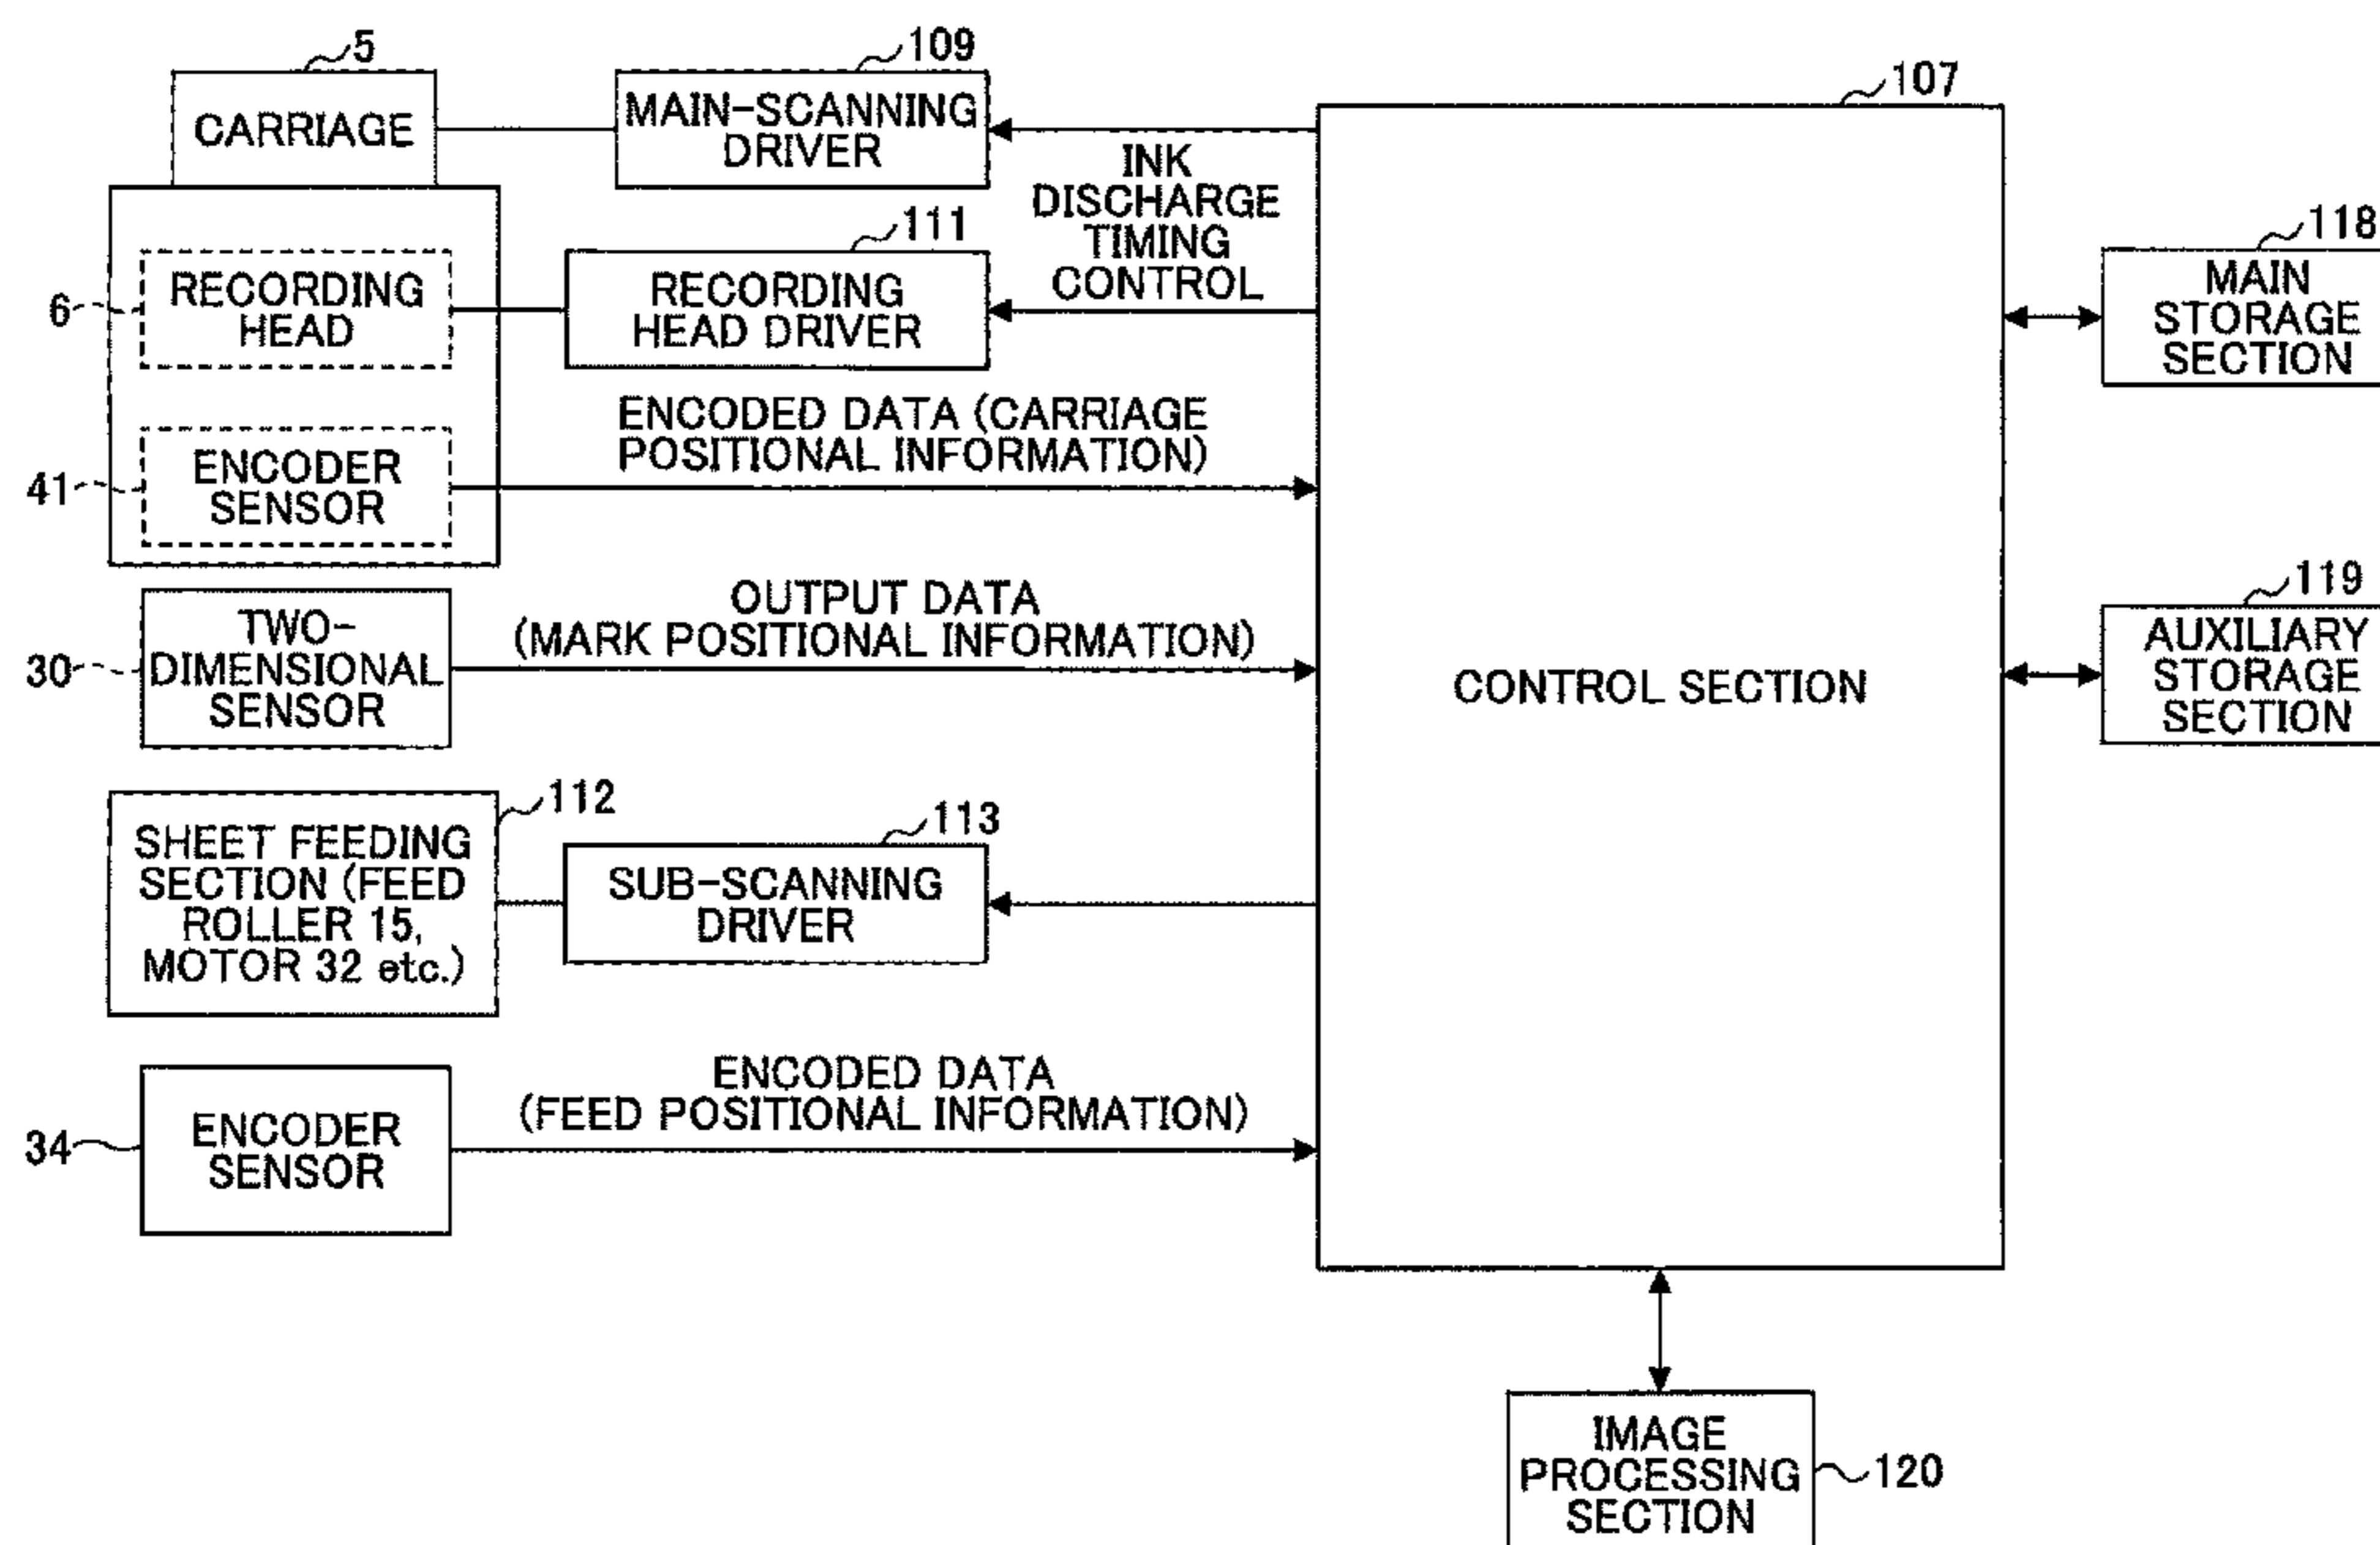 5
CARRIAGE
109
MAIN-SCANNING
DRIVER
107
CONTROL SECTION
INK
DISCHARGE
TIMING
CONTROL
6
RECORDING
HEAD
111
RECORDING
HEAD DRIVER
118
MAIN
STORAGE
SECTION
41
ENCODER
SENSOR
ENCODED DATA (CARRIAGE
POSITIONAL INFORMATION)
30
TWO-
DIMENSIONAL
SENSOR
OUTPUT DATA
(MARK POSITIONAL INFORMATION)
119
AUXILIARY
STORAGE
SECTION
112
SHEET FEEDING
SECTION (FEED
ROLLER 15,
MOTOR 32 etc.)
113
SUB-SCANNING
DRIVER
34
ENCODER
SENSOR
ENCODED DATA
(FEED POSITIONAL INFORMATION)
IMAGE
PROCESSING
SECTION
120